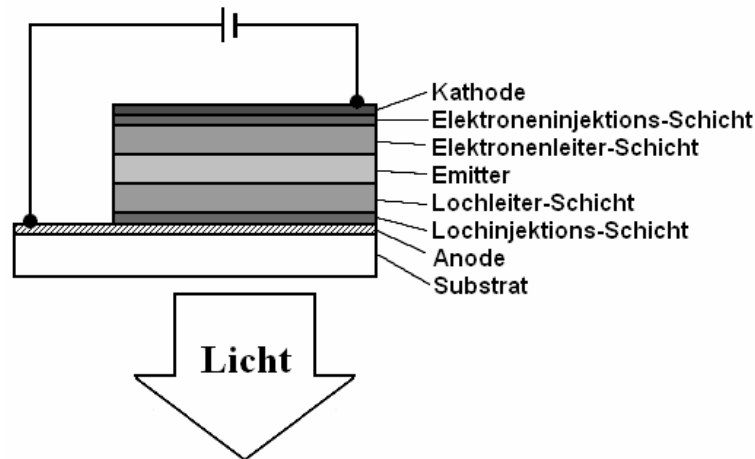 Kathode
Elektroneninjektions-Schicht
Elektronenleiter-Schicht
Emitter
Lochleiter-Schicht
Lochinjektions-Schicht
Anode
Substrat
Licht